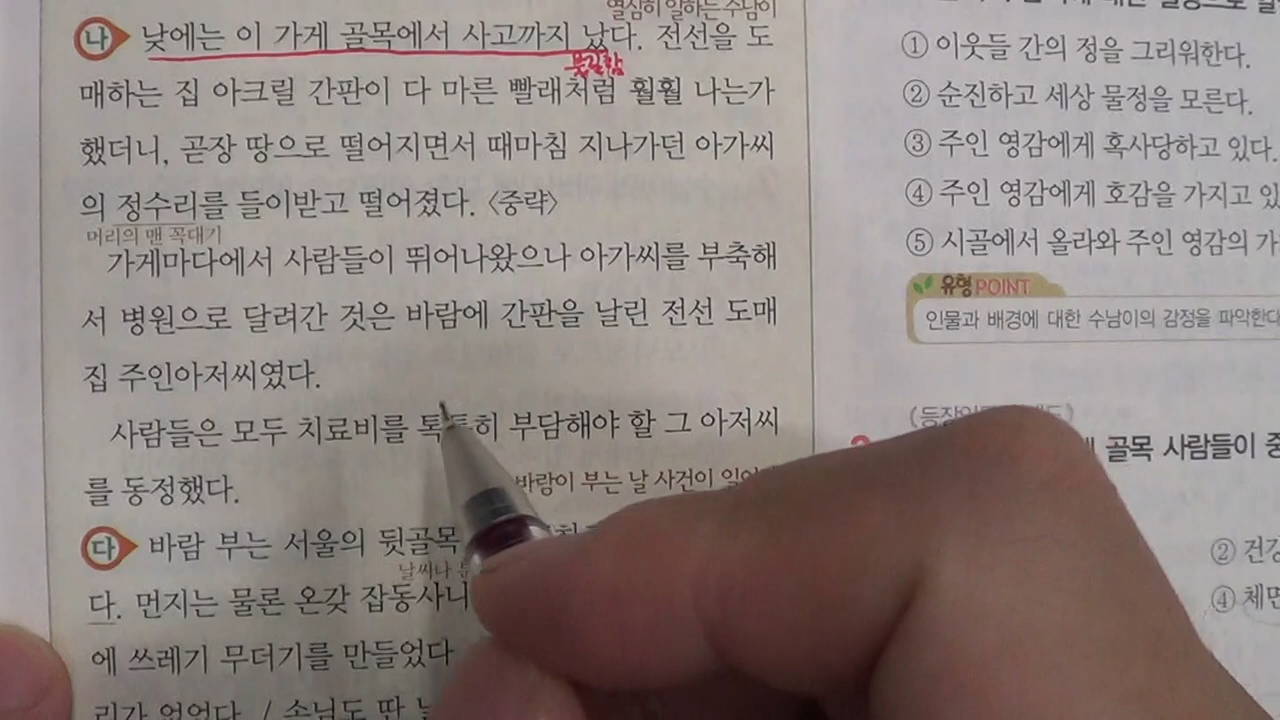 열심히 일하는 수남이
나 낮에는 이 가게 골목에서 사고까지 났다. 전선을 도
불길함
매하는 집 아크릴 간판이 다 마른 빨래처럼 훨훨 나는가
했더니, 곧장 땅으로 떨어지면서 때마침 지나가던 아가씨
의 정수리를 들이받고 떨어졌다. 〈중략〉
머리의 맨 꼭대기
가게마다에서 사람들이 뛰어나왔으나 아가씨를 부축해
서 병원으로 달려간 것은 바람에 간판을 날린 전선 도매
집 주인아저씨였다.
사람들은 모두 치료비를 톡톡히 부담해야 할 그 아저씨
를 동정했다.
바람이 부는 날 사건이
다 바람 부는 서울의 뒷골목
날씨나
다. 먼지는 물론 온갖 잡동사니
에 쓰레기 무더기를 만들었다
리가 없었다. / 손님도 딴
① 이웃들 간의 정을 그리워한다.
② 순진하고 세상 물정을 모른다.
③ 주인 영감에게 혹사당하고 있다.
④ 주인 영감에게 호감을 가지고
⑤ 시골에서 올라와 주인 영감의
유형 POINT
인물과 배경에 대한 수남이의 감정을 파악한다
골목 사람들이
②
④ 체면